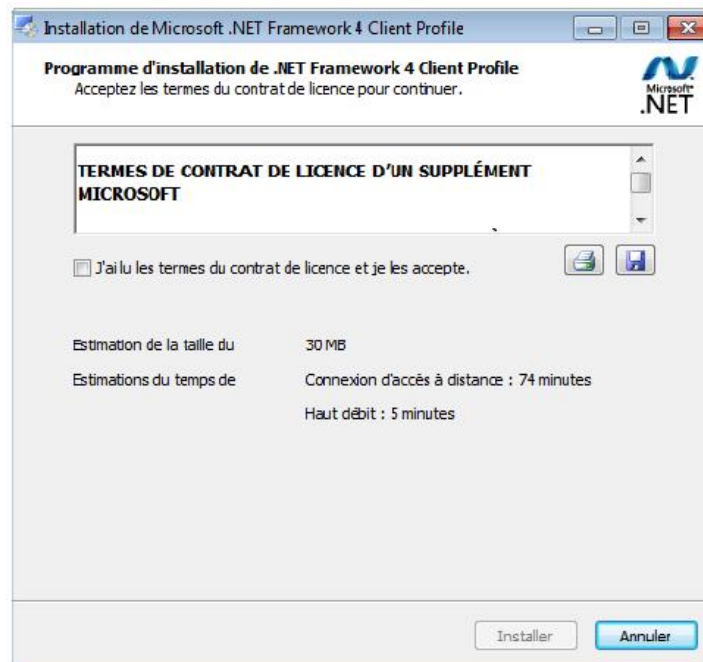 Installation de Microsoft .NET Framework 4 Client Profile
Programme d'installation de .NET Framework 4 Client Profile
Acceptez les termes du contrat de licence pour continuer.
Microsoft
.NET
TERMES DE CONTRAT DE LICENCE D'UN SUPPLÉMENT
MICROSOFT
J'ai lu les termes du contrat de licence et je les accepte.
Estimation de la taille du 30 MB
Estimations du temps de Connexion d'accès à distance : 74 minutes
Haut débit : 5 minutes
Installer Annuler